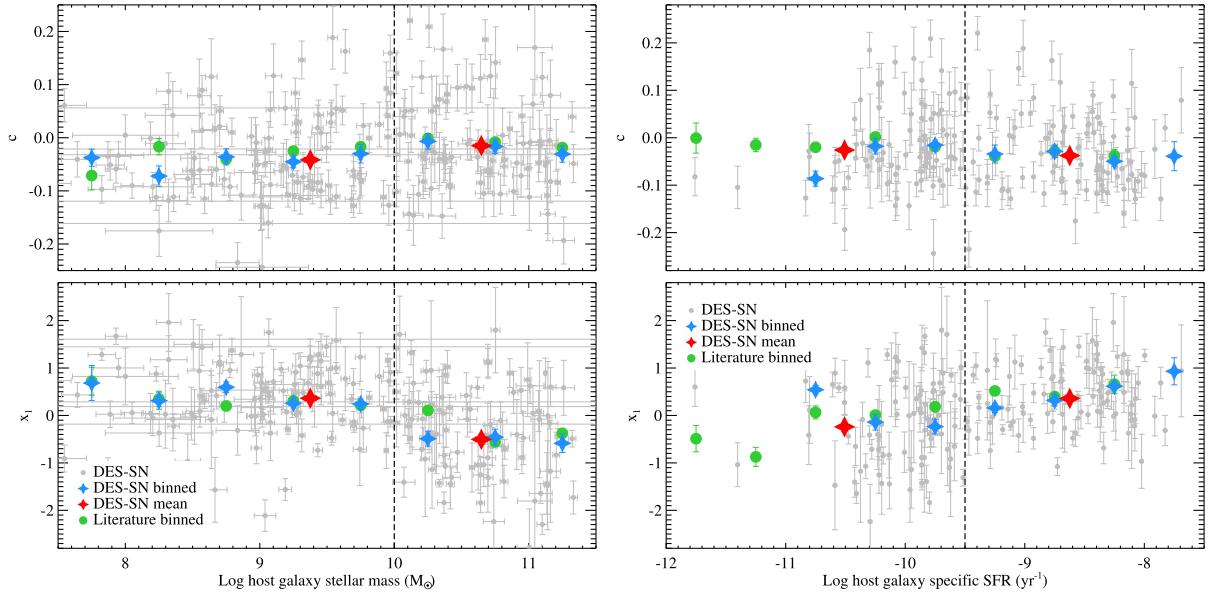 0.2
0.1
c
0.0
-0.1
-0.2
0.2
0.1
c
0.0
-0.1
-0.2
2
1
x1
0
-1
-2
DES-SN
DES-SN binned
DES-SN mean
Literature binned
8
9
10
11
Log host galaxy stellar mass (M☉)
2
1
x1
0
-1
-2
DES-SN
DES-SN binned
DES-SN mean
Literature binned
-12
-11
-10
-9
-8
Log host galaxy specific SFR (yr⁻¹)